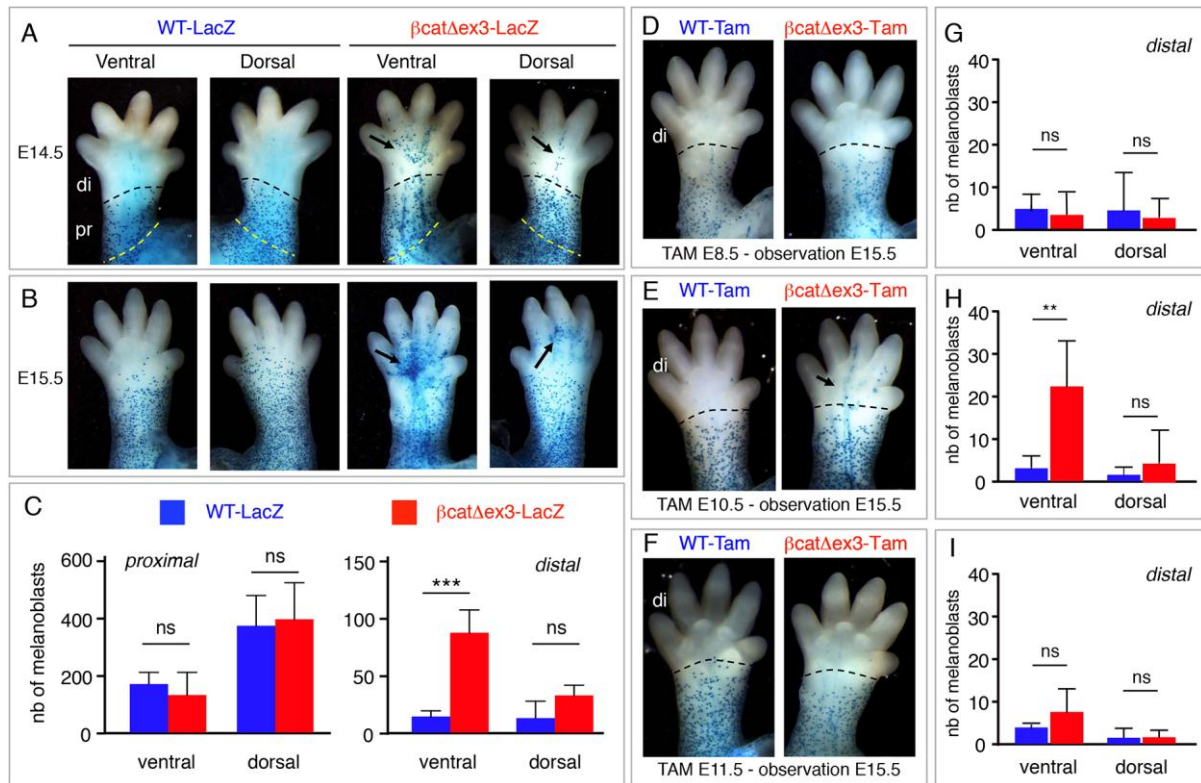 A
WT-LacZ
βcatΔex3-LacZ
Ventral
Dorsal
Ventral
Dorsal
E14.5
di
pr
B
E15.5
C
WT-LacZ
βcatΔex3-LacZ
nb of melanoblasts
600
400
200
0
proximal
ns
ns
ventral
dorsal
150
100
50
0
distal
***
ns
ventral
dorsal
D
WT-Tam
βcatΔex3-Tam
di
TAM E8.5 - observation E15.5
E
WT-Tam
βcatΔex3-Tam
di
TAM E10.5 - observation E15.5
F
WT-Tam
βcatΔex3-Tam
di
TAM E11.5 - observation E15.5
G
distal
nb of melanoblasts
40
30
20
10
0
ns
ns
ventral
dorsal
H
distal
nb of melanoblasts
40
30
20
10
0
**
ns
ventral
dorsal
I
distal
nb of melanoblasts
40
30
20
10
0
ns
ns
ventral
dorsal